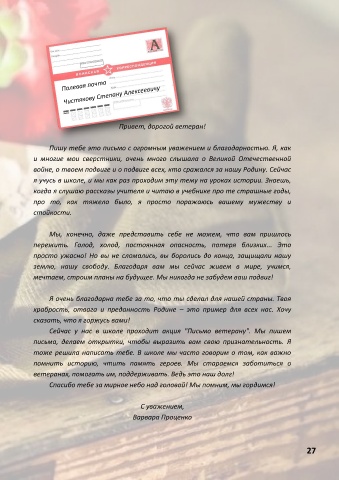 А
ВОИНСКАЯ КОРРЕСПОНДЕНЦИЯ
Полевая почта
Чистякову Степану Алексеевичу
Привет, дорогой ветеран!
Пишу тебе это письмо с огромным уважением и благодарностью. Я, как
и многие мои сверстники, очень много слышала о Великой Отечественной
войне, о твоем подвиге и о подвиге всех, кто сражался за нашу Родину. Сейчас
я учусь в школе, и мы как раз проходим эту тему на уроках истории. Знаешь,
когда я слушаю рассказы учителя и читаю в учебнике про те страшные годы,
про то, как тяжело было, я просто поражаюсь вашему мужеству и
стойкости.
Мы, конечно, даже представить себе не можем, что вам пришлось
пережить. Голод, холод, постоянная опасность, потеря близких... Это
просто ужасно! Но вы не сломались, вы боролись до конца, защищали нашу
землю, нашу свободу. Благодаря вам мы сейчас живем в мире, учимся,
мечтаем, строим планы на будущее. Мы никогда не забудем ваш подвиг!
Я очень благодарна тебе за то, что ты сделал для нашей страны. Твоя
храбрость, отвага и преданность Родине – это пример для всех нас. Хочу
сказать, что я горжусь вами!
Сейчас у нас в школе проходит акция "Письмо ветерану". Мы пишем
письма, делаем открытки, чтобы выразить вам свою признательность. Я
тоже решила написать тебе. В школе мы часто говорим о том, как важно
помнить историю, чтить память героев. Мы стараемся заботиться о
ветеранах, помогать им, поддерживать. Ведь это наш долг!
Спасибо тебе за мирное небо над головой! Мы помним, мы гордимся!
С уважением,
Варвара Проценко
27